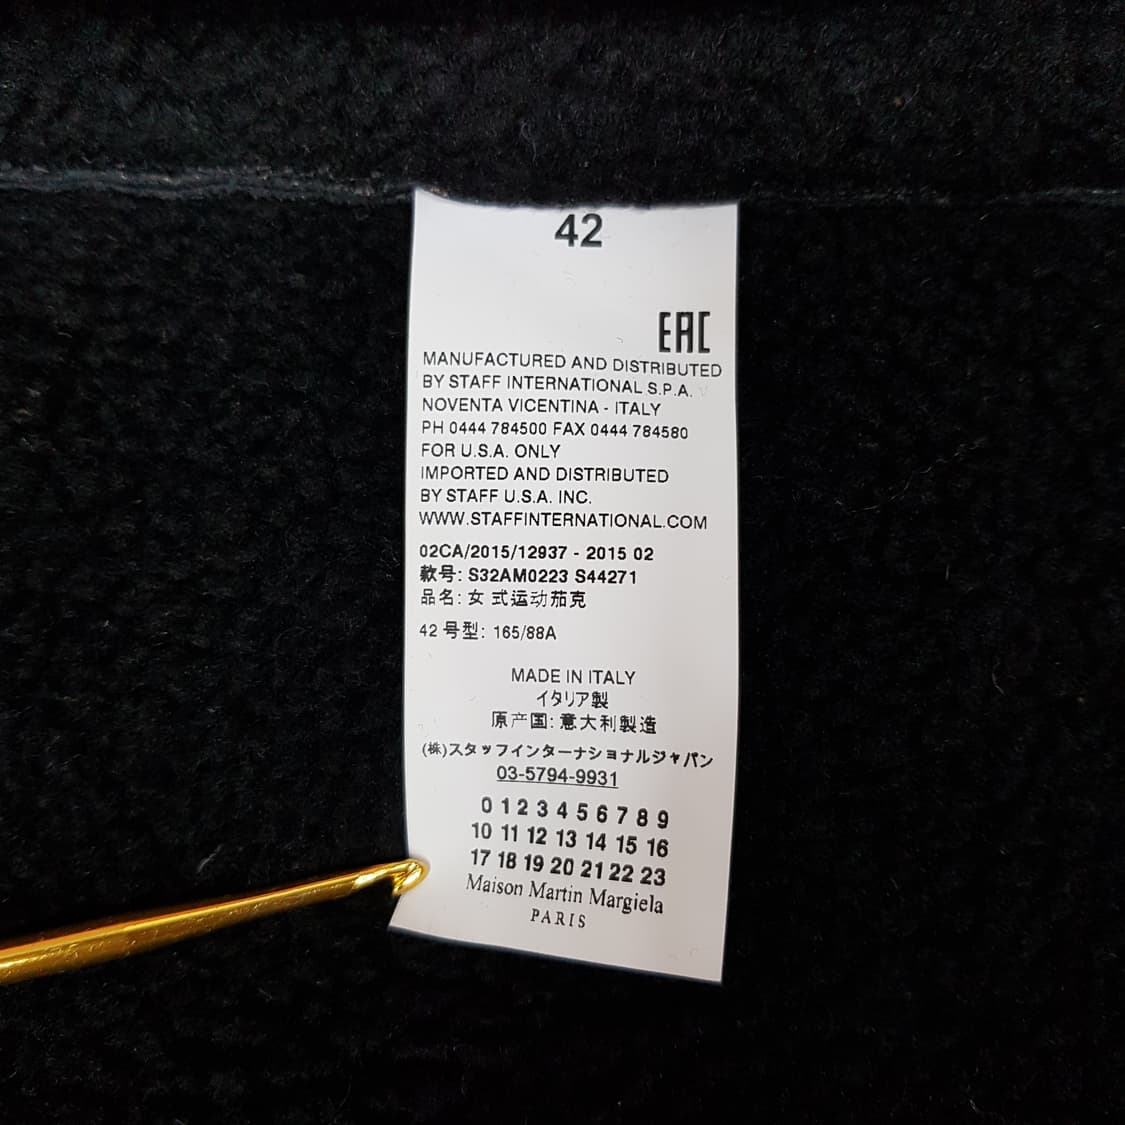 42
EAC
MANUFACTURED AND DISTRIBUTED
BY STAFF INTERNATIONAL S.P.A.
NOVENTA VICENTINA - ITALY
PH 0444 784500 FAX 0444 784580
FOR U.S.A. ONLY
IMPORTED AND DISTRIBUTED
BY STAFF U.S.A. INC.
WWW.STAFFINTERNATIONAL.COM
02CA/2015/12937 - 2015 02
款号: S32AM0223 S44271
品名: 女 式运动茄克
42 号型: 165/88A
MADE IN ITALY
イタリア製
原产国: 意大利製造
(株)スタッフインターナショナルジャパン
03-5794-9931
0 1 2 3 4 5 6 7 8 9
10 11 12 13 14 15 16
17 18 19 20 21 22 23
Maison Martin Margiela
PARIS